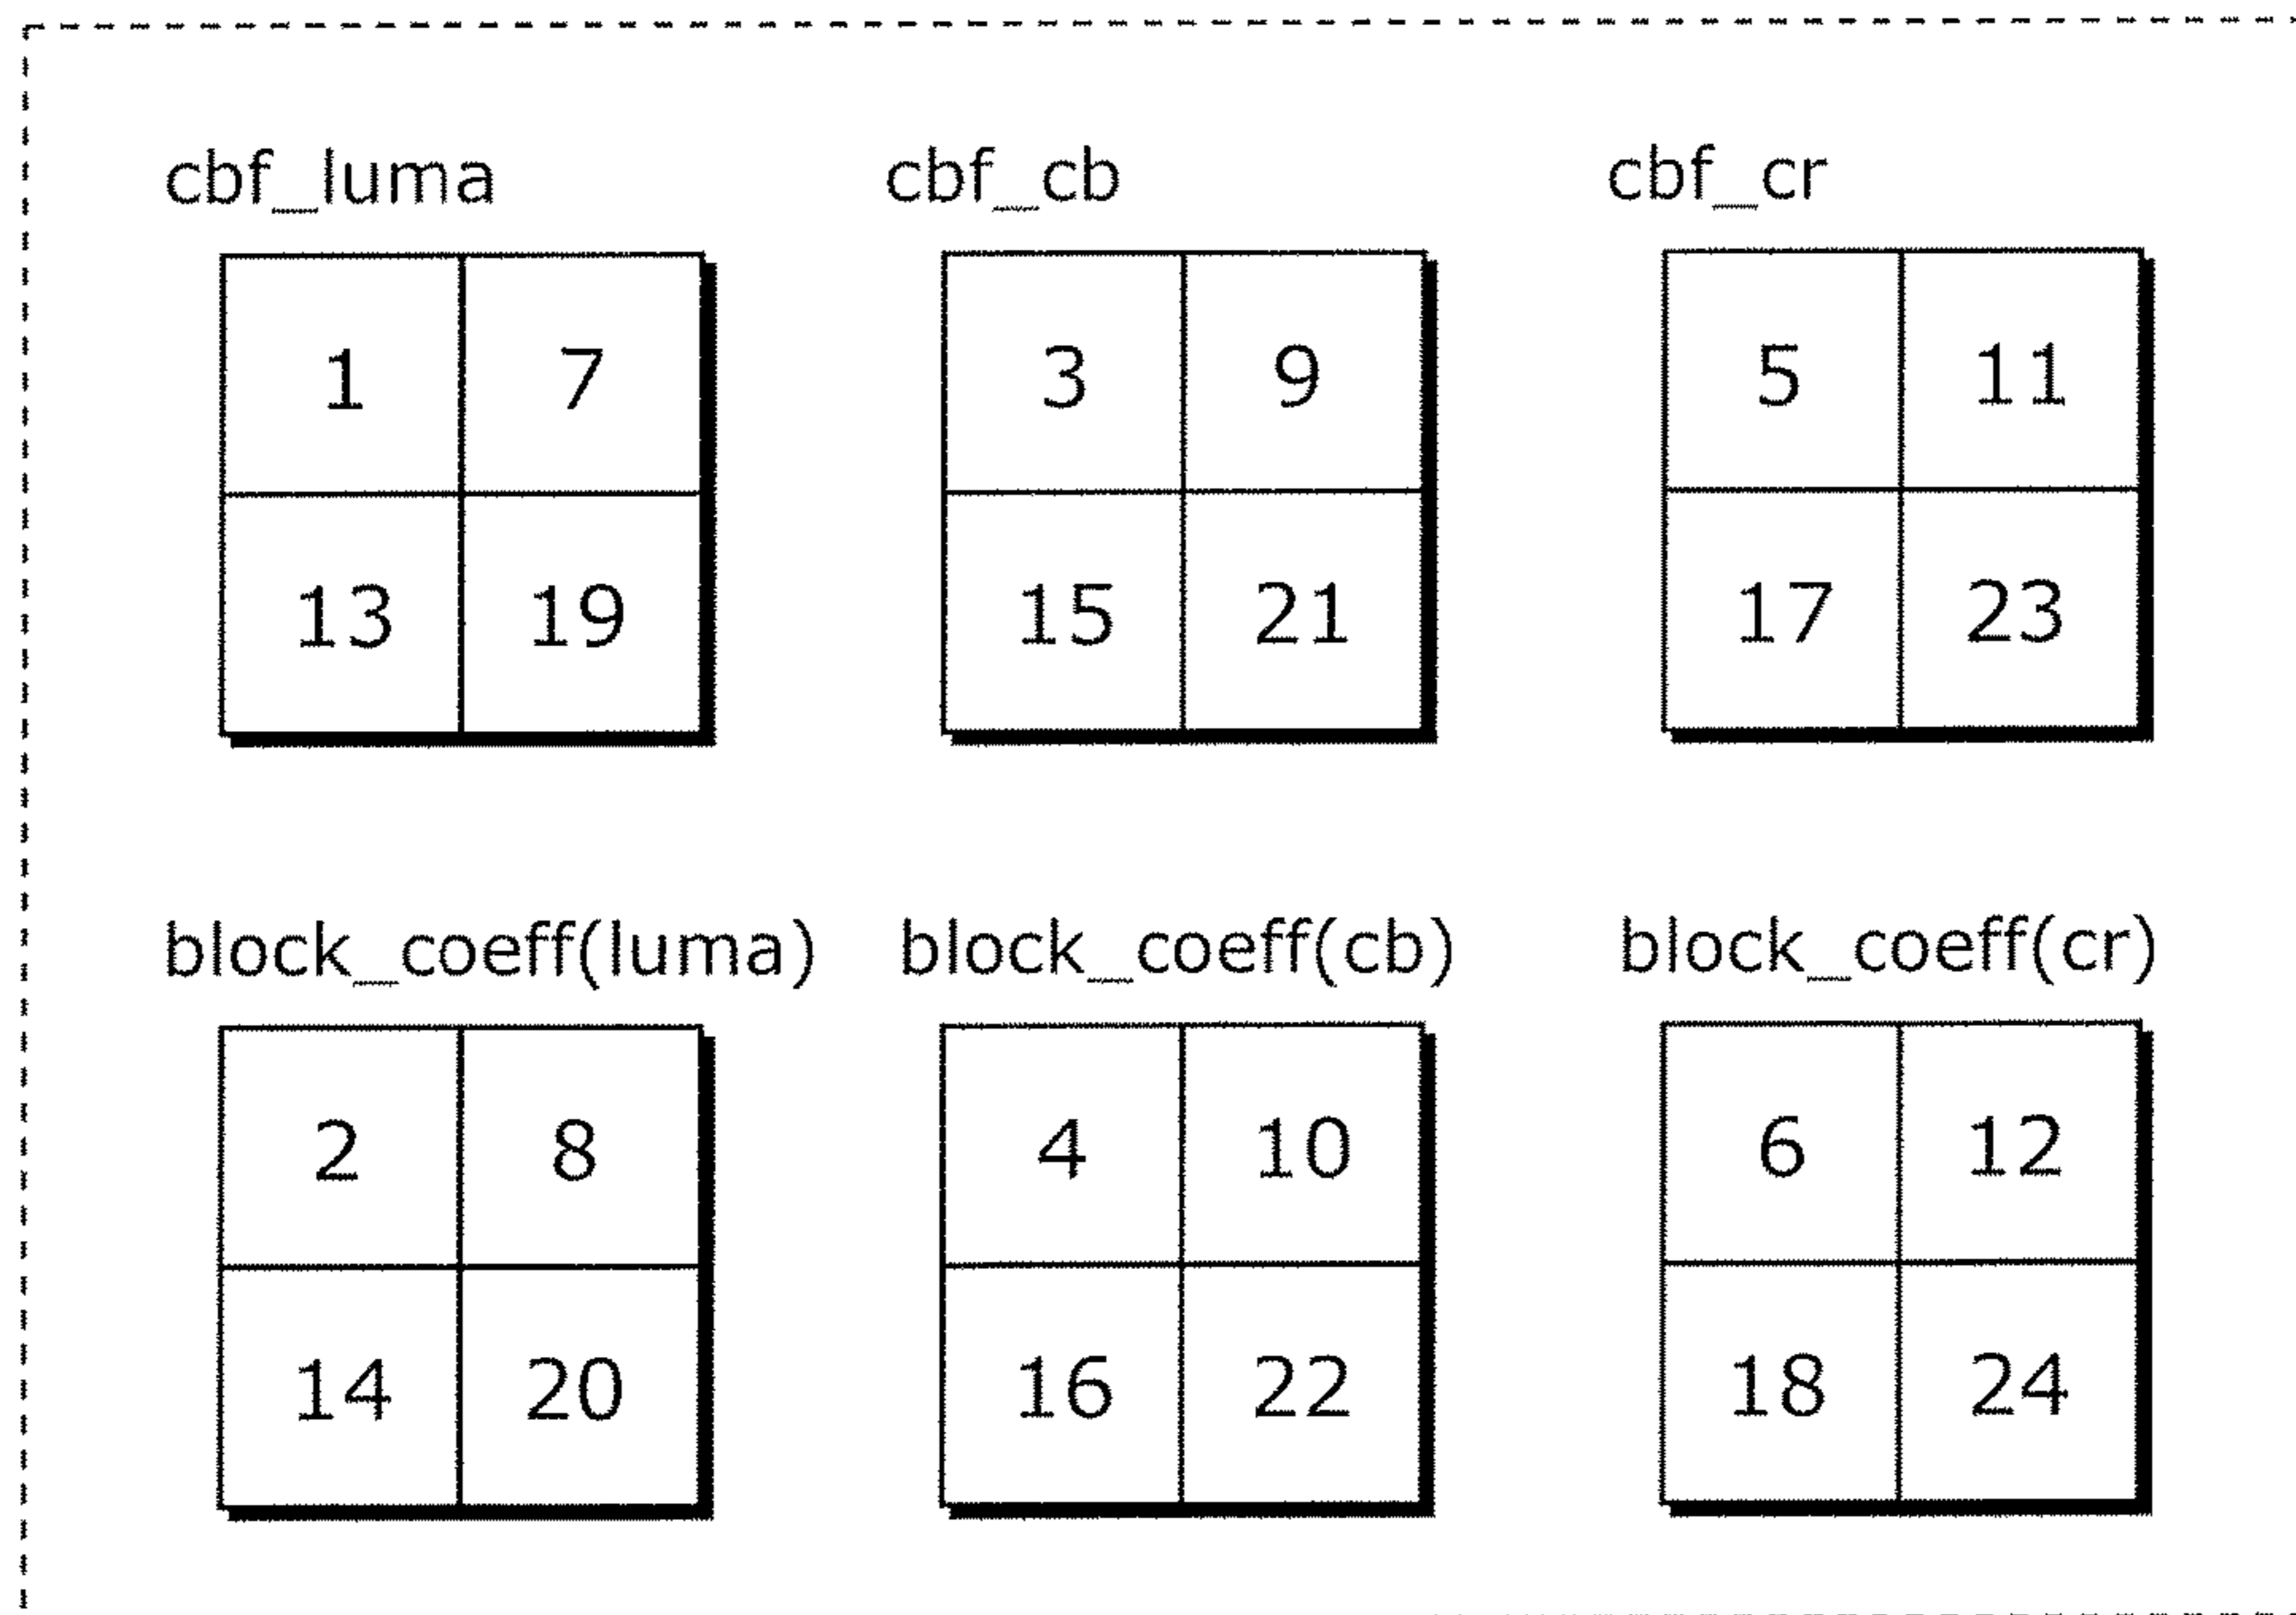 cbf_luma cbf_cb cbf_cr
1 7 3 9 5 11
13 19 15 21 17 23
block_coeff(luma) block_coeff(cb) block_coeff(cr)
2 8 4 10 6 12
14 20 16 22 18 24